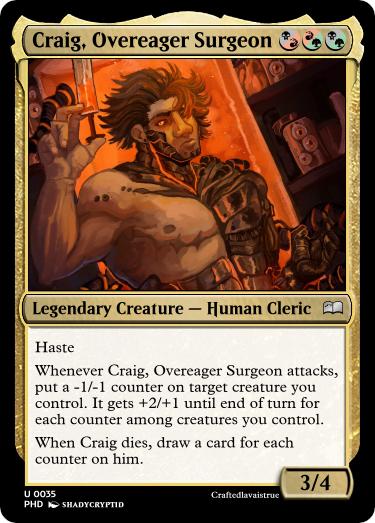 Craig, Overeager Surgeon
Legendary Creature — Human Cleric
Haste
Whenever Craig, Overeager Surgeon attacks,
put a -1/-1 counter on target creature you
control. It gets +2/+1 until end of turn for
each counter among creatures you control.
When Craig dies, draw a card for each
counter on him.
3/4
U 0035
PHD SHADYCRYPTID
Craftedlavaistrue